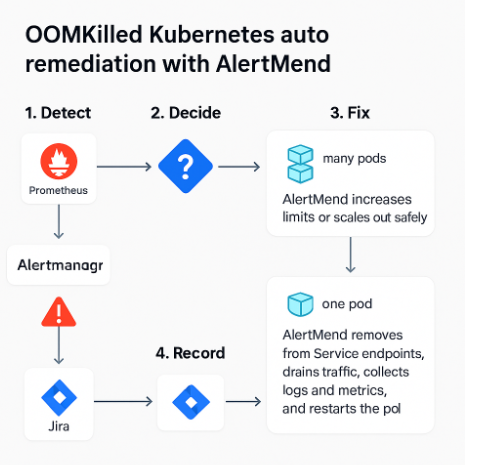 OOMKilled Kubernetes auto
remediation with AlertMend
1. Detect
2. Decide
3. Fix
Prometheus
?
many pods
AlertMend increases
limits or scales out safely
Alertmanagr
!
one pod
AlertMend removes
from Service endpoints,
drains traffic, collects
logs and metrics,
and restarts the pol
4. Record
Jira